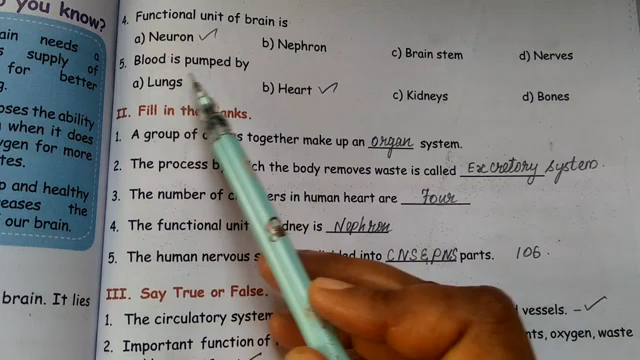 you know?
ain needs a
s supply of
for better
g.
oses the ability
when it does
ygen for more
tes.
p and healthy
eases the
our brain.
brain. It lies
4. Functional unit of brain is
a) Neuron ✓ b) Nephron c) Brain stem d) Nerves
5. Blood is pumped by
a) Lungs b) Heart ✓ c) Kidneys d) Bones
II. Fill in the anks.
1. A group of s together make up an organ system.
2. The process b ch the body removes waste is called Excretory System.
3. The number of c ers in human heart are Four
4. The functional unit dney is Nephron
5. The human nervous s ided into CNS & PNS parts. 106.
III. Say True or False.
1. The circulatory system d vessels. - ✓
2. Important function of nts, oxygen, waste